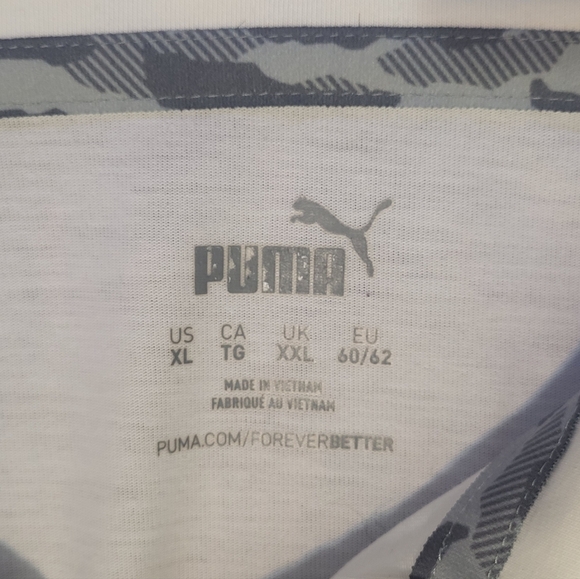 PUMA
US CA UK EU
XL TG XXL 60/62
MADE IN VIETNAM
FABRIQUÉ AU VIETNAM
PUMA.COM/FOREVERBETTER